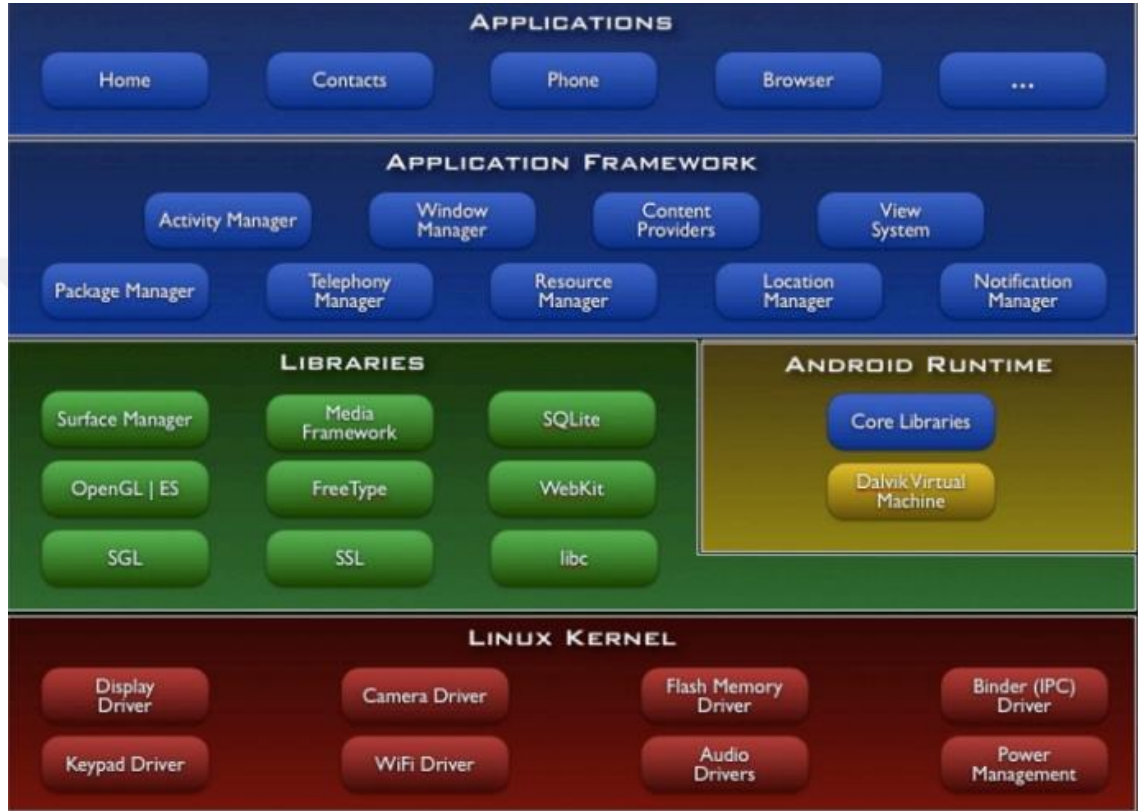 APPLICATIONS
Home
Contacts
Phone
Browser
...
APPLICATION FRAMEWORK
Activity Manager
Window
Manager
Content
Providers
View
System
Package Manager
Telephony
Manager
Resource
Manager
Location
Manager
Notification
Manager
LIBRARIES
Surface Manager
Media
Framework
SQLite
OpenGL | ES
FreeType
WebKit
SGL
SSL
libc
ANDROID RUNTIME
Core Libraries
Dalvik Virtual
Machine
LINUX KERNEL
Display
Driver
Camera Driver
Flash Memory
Driver
Binder (IPC)
Driver
Keypad Driver
WiFi Driver
Audio
Drivers
Power
Management